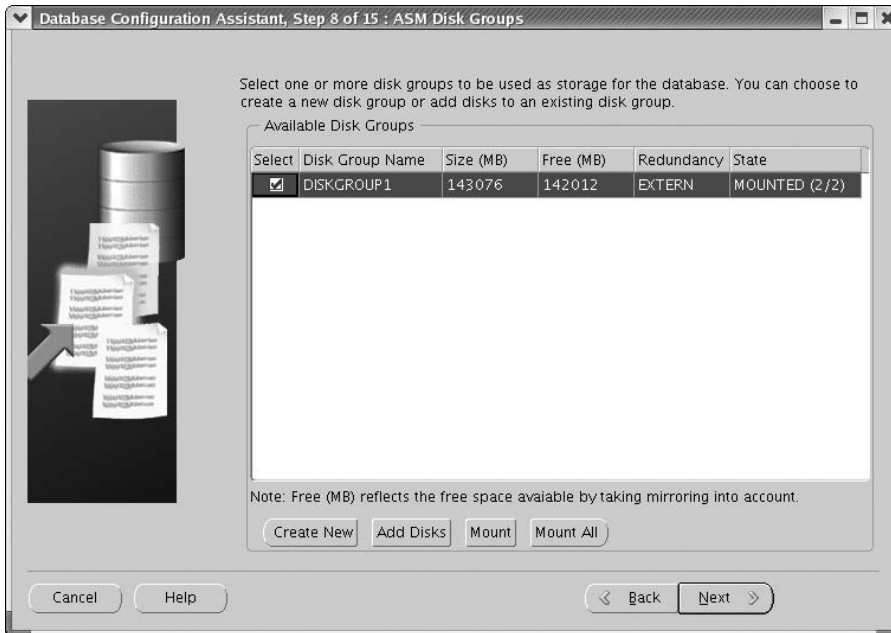 Database Configuration Assistant, Step 8 of 15 : ASM Disk Groups
Select one or more disk groups to be used as storage for the database. You can choose to
create a new disk group or add disks to an existing disk group.
Available Disk Groups
Select Disk Group Name Size (MB) Free (MB) Redundancy State
DISKGROUP1 143076 142012 EXTERN MOUNTED (2/2)
Note: Free (MB) reflects the free space avaiable by taking mirroring into account.
Create New Add Disks Mount Mount All
Cancel Help Back Next